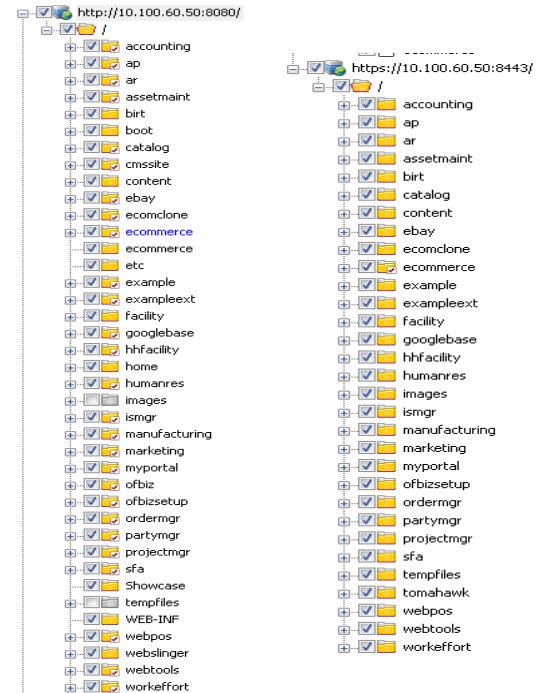 http://10.100.60.50:8080/
/
accounting
ap
ar
assetmaint
birt
boot
catalog
cmssite
content
ebay
ecomclone
ecommerce
ecommerce
etc
example
exampleext
facility
googlebase
hhfacility
home
humanres
images
ismgr
manufacturing
marketing
myportal
ofbiz
ofbizsetup
ordermgr
partymgr
projectmgr
sfa
Showcase
tempfiles
WEB-INF
webpos
webslinger
webtools
workeffort
https://10.100.60.50:8443/
/
accounting
ap
ar
assetmaint
birt
catalog
content
ebay
ecomclone
ecommerce
example
exampleext
facility
googlebase
hhfacility
humanres
images
ismgr
manufacturing
marketing
myportal
ofbizsetup
ordermgr
partymgr
projectmgr
sfa
tempfiles
tomahawk
webpos
webtools
workeffort